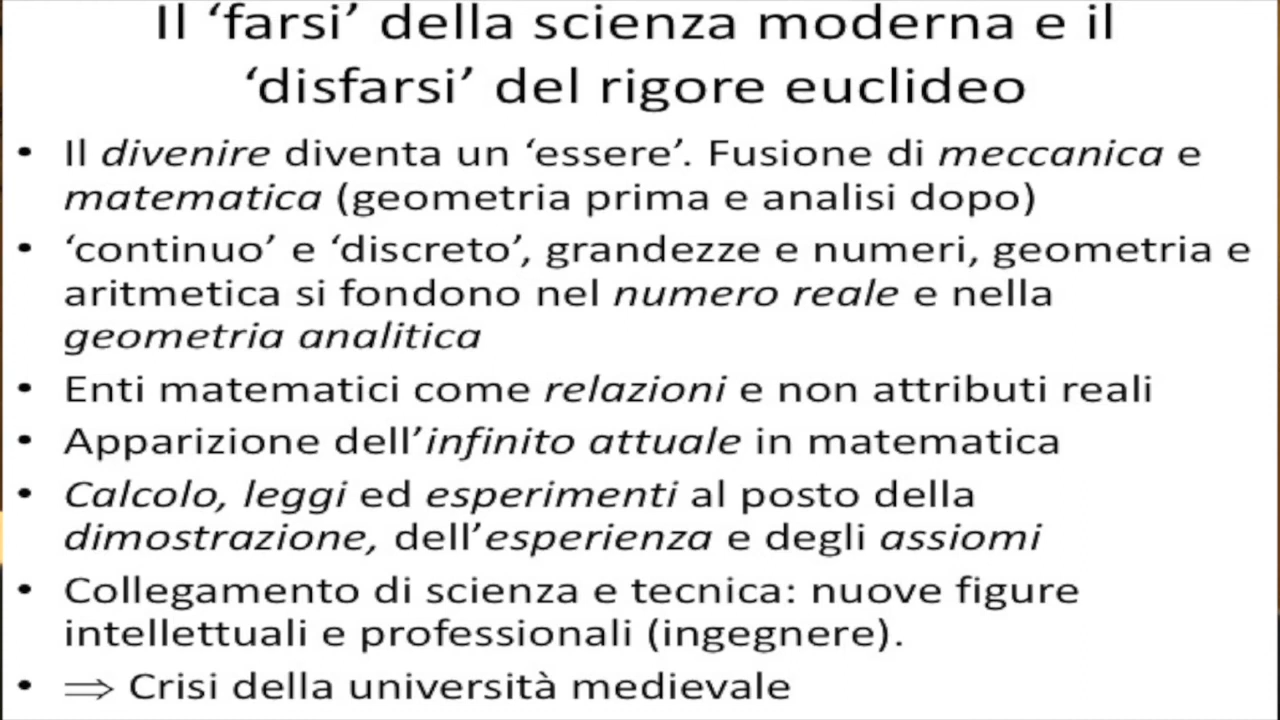 Il ‘farsi’ della scienza moderna e il
‘disfarsi’ del rigore euclideo
• Il divenire diventa un ‘essere’. Fusione di meccanica e
matematica (geometria prima e analisi dopo)
• ‘continuo’ e ‘discreto’, grandezze e numeri, geometria e
aritmetica si fondono nel numero reale e nella
geometria analitica
• Enti matematici come relazioni e non attributi reali
• Apparizione dell’infinito attuale in matematica
• Calcolo, leggi ed esperimenti al posto della
dimostrazione, dell’esperienza e degli assiomi
• Collegamento di scienza e tecnica: nuove figure
intellettuali e professionali (ingegnere).
• ⇒ Crisi della università medievale